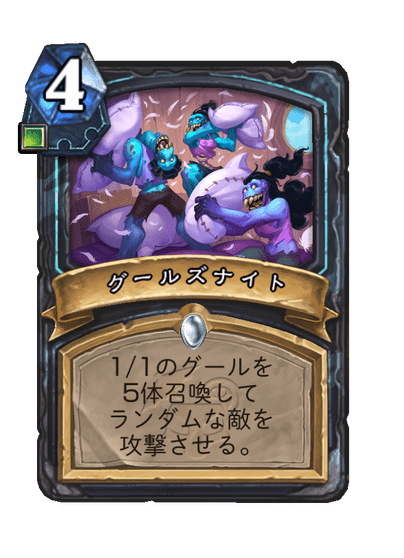 4
グールズナイト
1/1のグールを
5体召喚して
ランダムな敵を
攻撃させる。